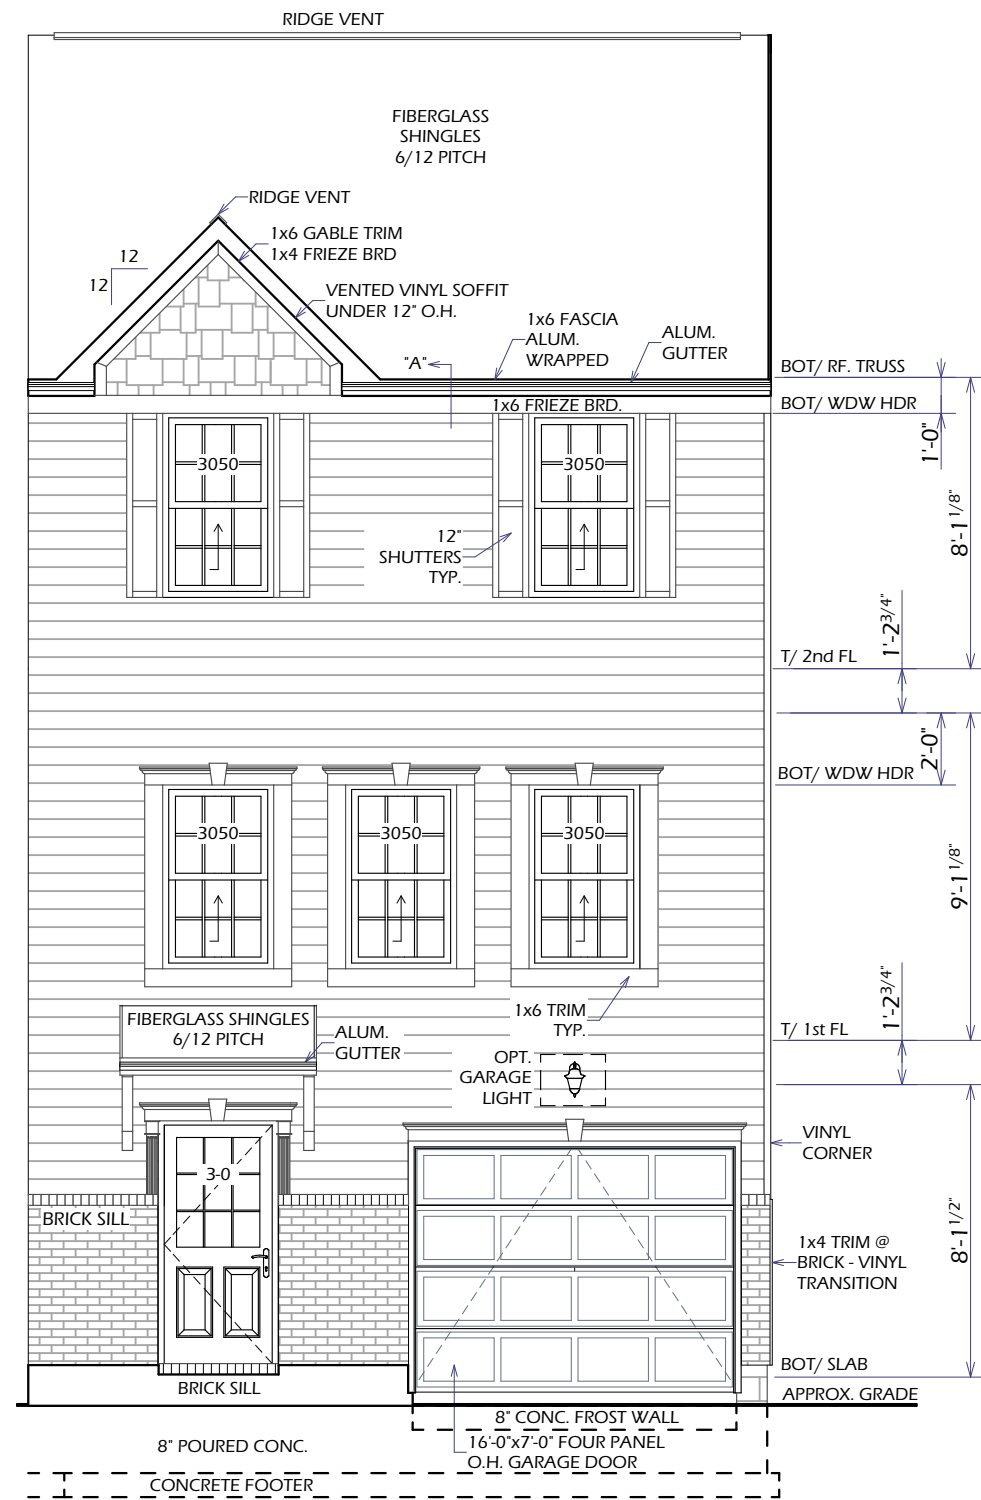 RIDGE VENT
FIBERGLASS
SHINGLES
6/12 PITCH
RIDGE VENT
1x6 GABLE TRIM
1x4 FRIEZE BRD
12
12
VENTED VINYL SOFFIT
UNDER 12" O.H.
1x6 FASCIA
ALUM.
WRAPPED
ALUM.
GUTTER
"A"
BOT/ RF. TRUSS
1x6 FRIEZE BRD.
BOT/ WDW HDR
1'-0"
8'-1 1/8"
3050
3050
12"
SHUTTERS
TYP.
1'-2 3/4"
T/ 2nd FL
2'-0"
BOT/ WDW HDR
3050
3050
3050
9'-1 1/8"
1x6 TRIM
TYP.
1'-2 3/4"
T/ 1st FL
FIBERGLASS SHINGLES
6/12 PITCH
ALUM.
GUTTER
OPT.
GARAGE
LIGHT
VINYL
CORNER
3-0
BRICK SILL
8'-1 1/2"
1x4 TRIM @
BRICK - VINYL
TRANSITION
BOT/ SLAB
BRICK SILL
APPROX. GRADE
8" CONC. FROST WALL
8" POURED CONC.
16'-0"x7'-0" FOUR PANEL
O.H. GARAGE DOOR
CONCRETE FOOTER